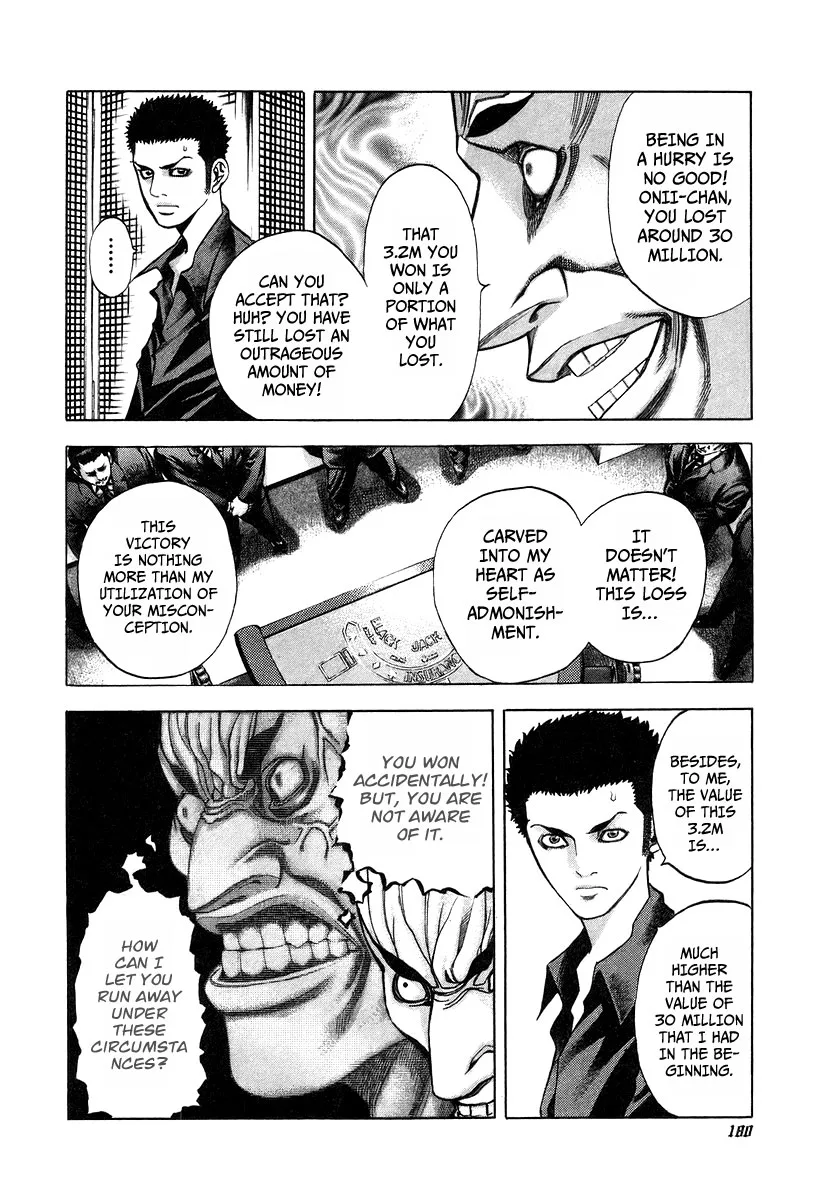 BEING IN
A HURRY IS
NO GOOD!
ONII-CHAN,
YOU LOST
AROUND 30
MILLION.
THAT
3.2M YOU
WON IS
ONLY A
PORTION
OF WHAT
YOU
LOST.
CAN YOU
ACCEPT THAT?
HUH? YOU HAVE
STILL LOST AN
OUTRAGEOUS
AMOUNT OF
MONEY!
........
IT
DOESN'T
MATTER!
THIS LOSS
IS...
CARVED
INTO MY
HEART AS
SELF-
ADMONISH-
MENT.
THIS
VICTORY
IS NOTHING
MORE THAN MY
UTILIZATION OF
YOUR MISCON-
CEPTION.
BLACK JACK
BESIDES,
TO ME,
THE VALUE
OF THIS
3.2M
IS...
MUCH
HIGHER
THAN THE
VALUE OF
30 MILLION
THAT I HAD
IN THE BE-
GINNING.
YOU WON
ACCIDENTALLY!
BUT, YOU ARE
NOT AWARE
OF IT.
HOW
CAN I
LET YOU
RUN AWAY
UNDER
THESE
CIRCUMSTA
NCES?
180